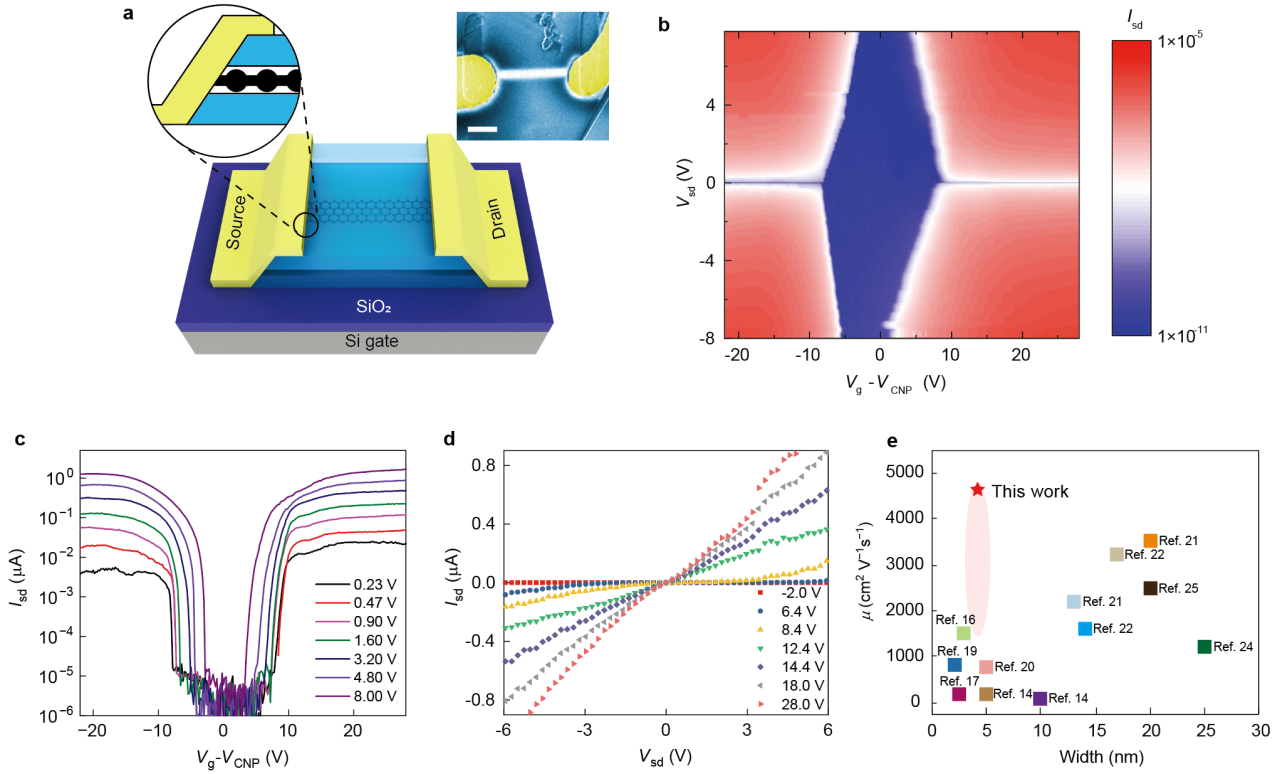 a
Source
Drain
SiO₂
Si gate
b
V_sd (V)
4
0
-4
-8
-20
-10
0
10
20
V_g - V_CNP (V)
I_sd
1×10⁻⁵
1×10⁻¹¹
c
I_sd (μA)
10⁰
10⁻¹
10⁻²
10⁻³
10⁻⁴
10⁻⁵
10⁻⁶
−20
−10
0
10
20
V_g-V_CNP (V)
0.23 V
0.47 V
0.90 V
1.60 V
3.20 V
4.80 V
8.00 V
d
I_sd (μA)
0.8
0.4
0.0
-0.4
-0.8
-6
-3
0
3
6
V_sd (V)
-2.0 V
6.4 V
8.4 V
12.4 V
14.4 V
18.0 V
28.0 V
e
μ (cm² V⁻¹s⁻¹)
5000
4000
3000
2000
1000
0
0
5
10
15
20
25
30
Width (nm)
This work
Ref. 21
Ref. 22
Ref. 25
Ref. 21
Ref. 22
Ref. 16
Ref. 24
Ref. 19
Ref. 20
Ref. 17
Ref. 14
Ref. 14